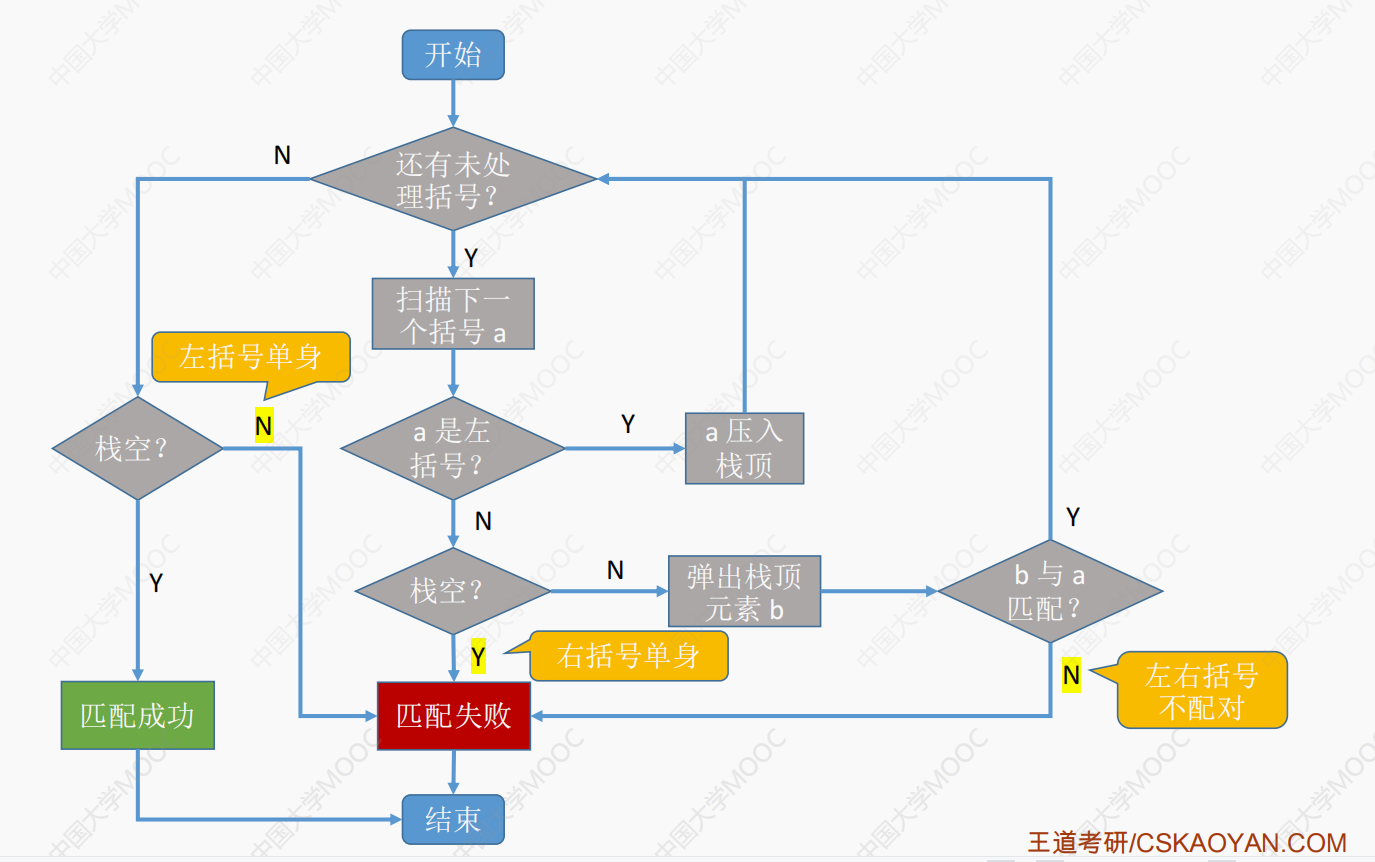 开始
N
还有未处
理括号？
Y
扫描下一
个括号 a
左括号单身
N
栈空？
a 是左
括号？
Y
a 压入
栈顶
N
Y
栈空？
N
弹出栈顶
元素 b
b 与 a
匹配？
Y
Y
右括号单身
N
左右括号
不配对
匹配成功
匹配失败
结束
王道考研/CSKAOYAN.COM
中国大学MOOC